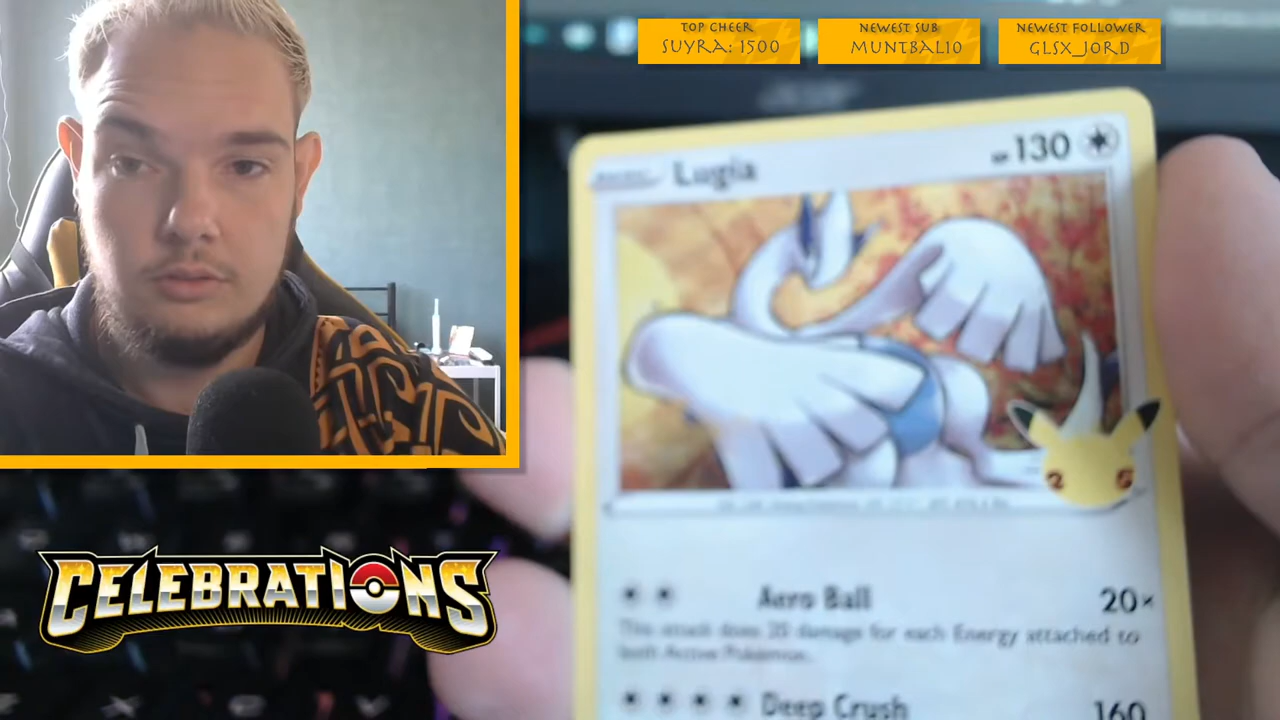 TOP CHEER
SUYRA: 1500
NEWEST SUB
MUNTBAL10
NEWEST FOLLOWER
GLSX_JORD
Lugia
HP 130
Aero Ball 20×
This attack does 20 damage for each Energy attached to
both Active Pokémon.
Deep Crush 160
CELEBRATIONS